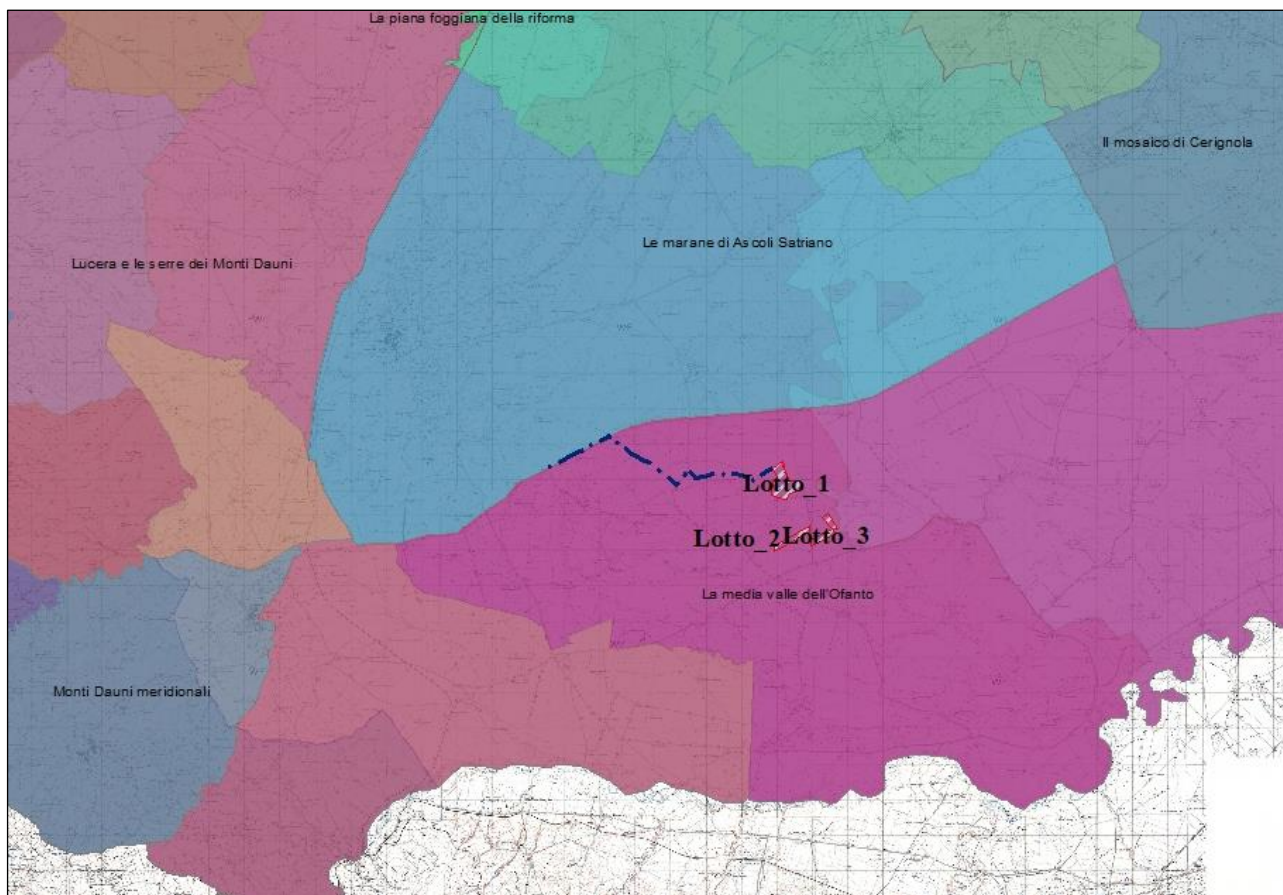 La piana foggiana della riforma
Il mosaico di Cerignola
Le marane di Ascoli Satriano
Lucera e le serre dei Monti Dauni
Lotto_1
Lotto_2 Lotto_3
La media valle dell'Ofanto
Monti Dauni meridionali